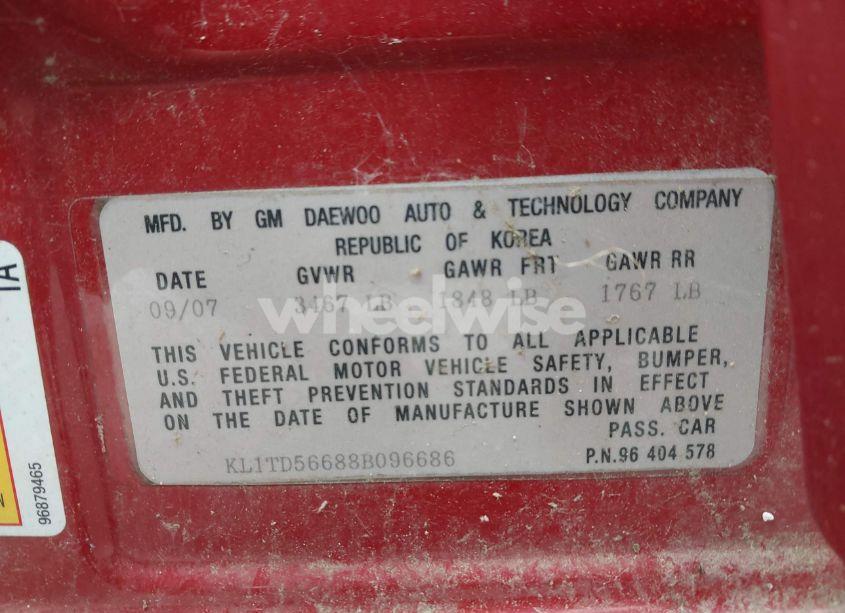 MFD. BY GM DAEWOO AUTO & TECHNOLOGY COMPANY
REPUBLIC OF KOREA
DATE GVWR GAWR FRT GAWR RR
09/07 3467 LB 1848 LB 1767 LB
wheelwise
THIS VEHICLE CONFORMS TO ALL APPLICABLE
U.S. FEDERAL MOTOR VEHICLE SAFETY, BUMPER,
AND THEFT PREVENTION STANDARDS IN EFFECT
ON THE DATE OF MANUFACTURE SHOWN ABOVE
PASS. CAR
KL1TD56688B096686 P.N.96 404 578
96879465